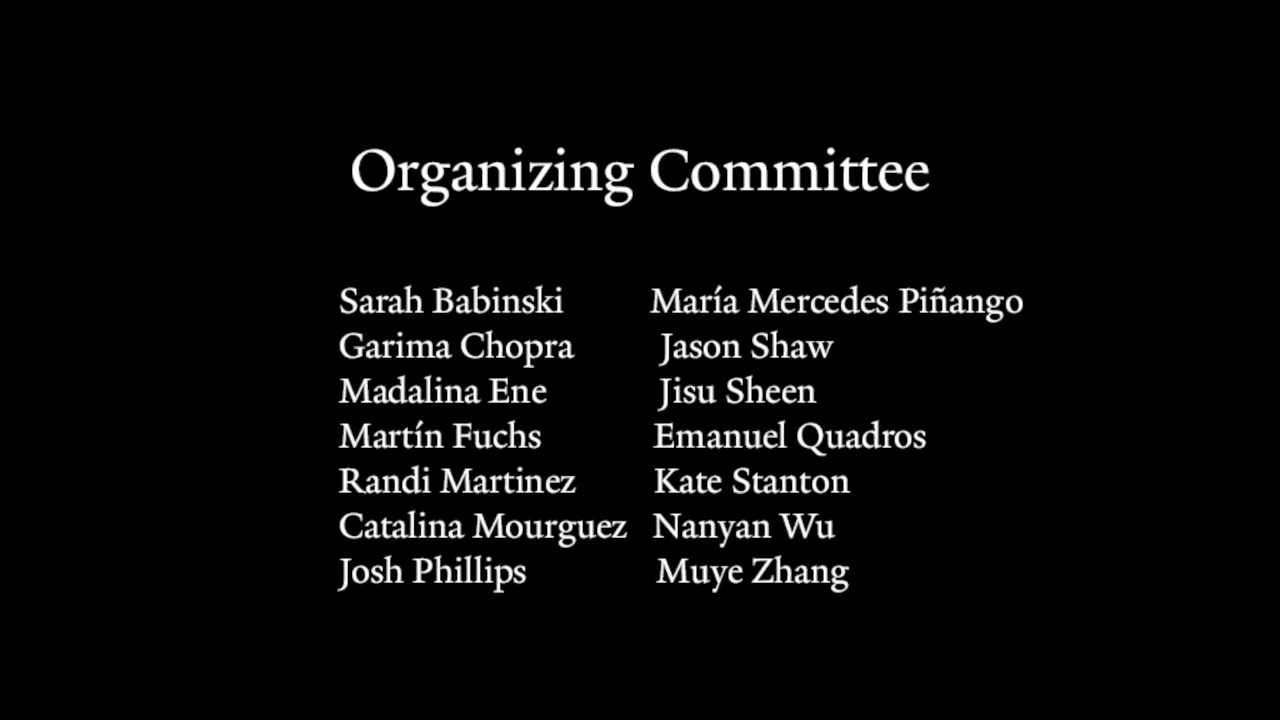 Organizing Committee
Sarah Babinski María Mercedes Piñango
Garima Chopra Jason Shaw
Madalina Ene Jisu Sheen
Martín Fuchs Emanuel Quadros
Randi Martinez Kate Stanton
Catalina Mourguez Nanyan Wu
Josh Phillips Muye Zhang